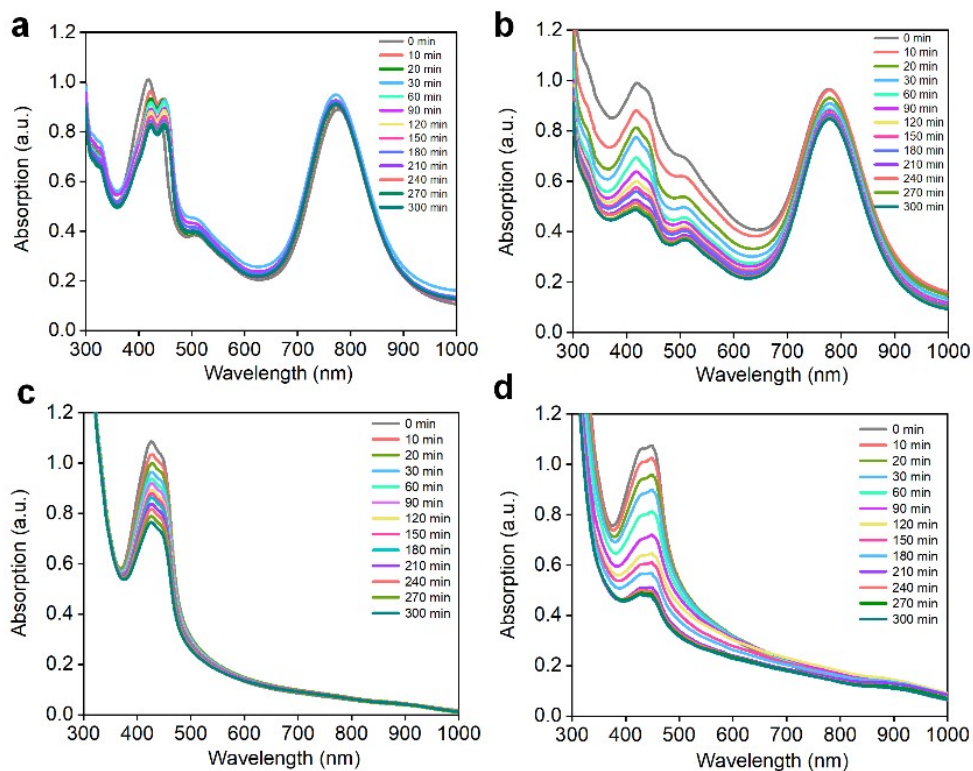 a
1.2
1.0
0.8
0.6
0.4
0.2
0.0
Absorption (a.u.)
300 400 500 600 700 800 900 1000
Wavelength (nm)
0 min
10 min
20 min
30 min
60 min
90 min
120 min
150 min
180 min
210 min
240 min
270 min
300 min
b
1.2
1.0
0.8
0.6
0.4
0.2
0.0
Absorption (a.u.)
300 400 500 600 700 800 900 1000
Wavelength (nm)
0 min
10 min
20 min
30 min
60 min
90 min
120 min
150 min
180 min
210 min
240 min
270 min
300 min
c
1.2
1.0
0.8
0.6
0.4
0.2
0.0
Absorption (a.u.)
300 400 500 600 700 800 900 1000
Wavelength (nm)
0 min
10 min
20 min
30 min
60 min
90 min
120 min
150 min
180 min
210 min
240 min
270 min
300 min
d
1.2
1.0
0.8
0.6
0.4
0.2
0.0
Absorption (a.u.)
300 400 500 600 700 800 900 1000
Wavelength (nm)
0 min
10 min
20 min
30 min
60 min
90 min
120 min
150 min
180 min
210 min
240 min
270 min
300 min